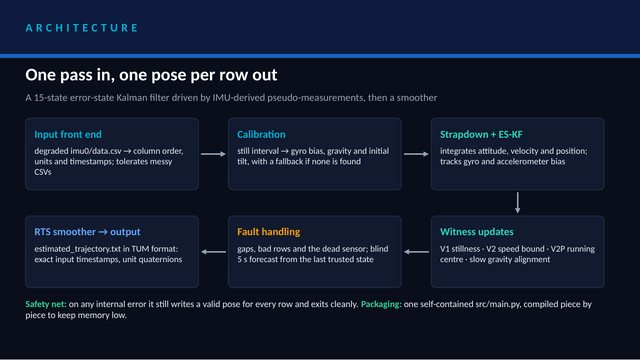 ARCHITECTURE
One pass in, one pose per row out
A 15-state error-state Kalman filter driven by IMU-derived pseudo-measurements, then a smoother
Input front end
degraded imu0/data.csv → column order,
units and timestamps; tolerates messy
CSVs
Calibration
still interval → gyro bias, gravity and initial
tilt, with a fallback if none is found
Strapdown + ES-KF
integrates attitude, velocity and position;
tracks gyro and accelerometer bias
RTS smoother → output
estimated_trajectory.txt in TUM format:
exact input timestamps, unit quaternions
Fault handling
gaps, bad rows and the dead sensor; blind
5 s forecast from the last trusted state
Witness updates
V1 stillness · V2 speed bound · V2P running
centre · slow gravity alignment
Safety net: on any internal error it still writes a valid pose for every row and exits cleanly. Packaging: one self-contained src/main.py, compiled piece by
piece to keep memory low.